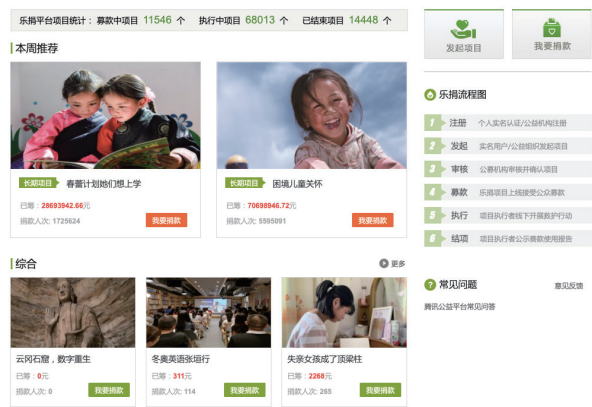 乐捐平台项目统计： 募款中项目 11546 个 执行中项目 68013 个 已结束项目 14448 个
本周推荐
长期项目 春蕾计划她们想上学
已筹：28693942.66元
捐款人次: 1725624
我要捐款
长期项目 困境儿童关怀
已筹：70698946.72元
捐款人次: 5595091
我要捐款
综合
更多
云冈石窟，数字重生
已筹：0元
捐款人次: 0
我要捐款
冬奥英语张垣行
已筹：311元
捐款人次: 114
我要捐款
失亲女孩成了顶梁柱
已筹：2268元
捐款人次: 265
我要捐款
发起项目
我要捐款
乐捐流程图
1 注册 个人实名认证/公益机构注册
2 发起 实名用户/公益组织发起项目
3 审核 公募机构审核并确认项目
4 募款 乐捐项目上线接受公众募款
5 执行 项目执行者线下开展救护行动
6 结项 项目执行者公示善款使用报告
? 常见问题
意见反馈
腾讯公益平台常见问答